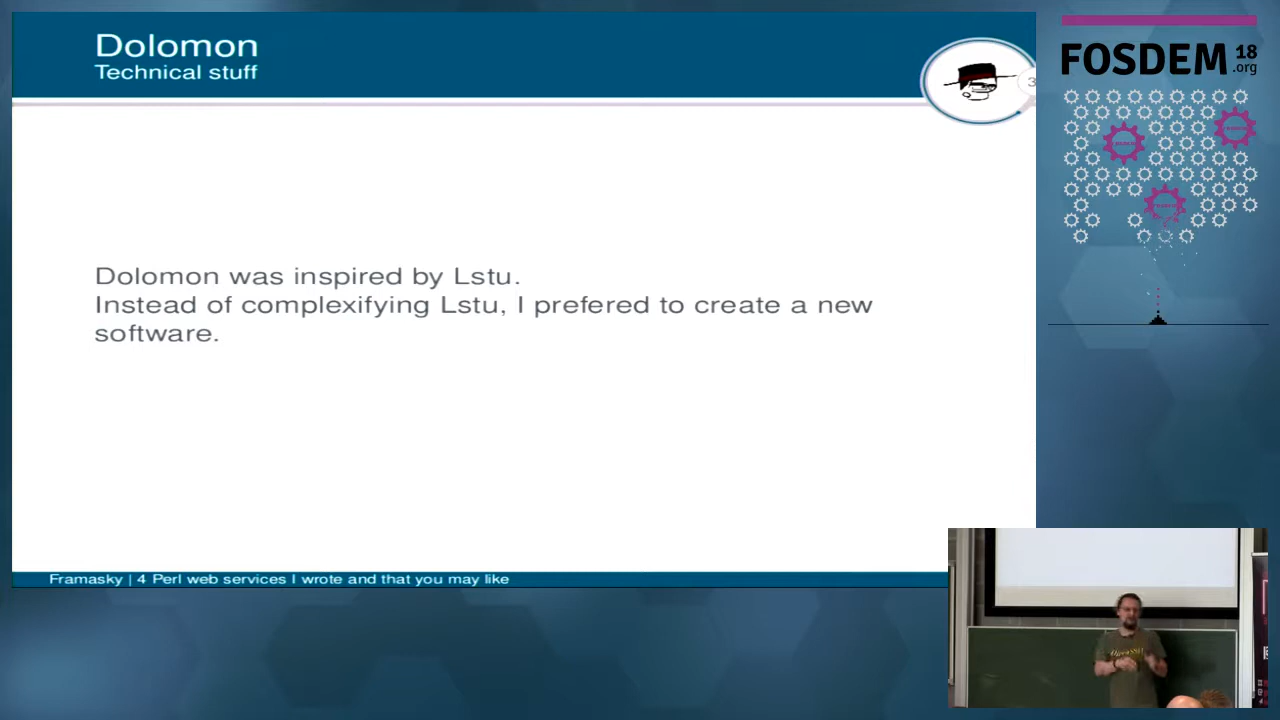 Dolomon
Technical stuff
3
Dolomon was inspired by Lstu.
Instead of complexifying Lstu, I prefered to create a new
software.
Framasky | 4 Perl web services I wrote and that you may like
FOSDEM 18
.org